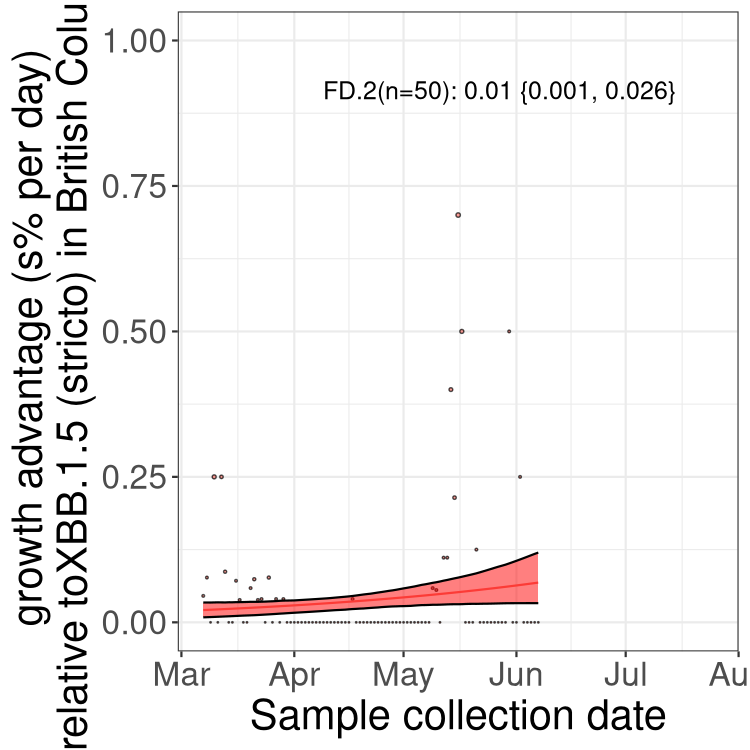 growth advantage (s% per day)
relative toXBB.1.5 (stricto) in British Colu
1.00
0.75
0.50
0.25
0.00
FD.2(n=50): 0.01 {0.001, 0.026}
Mar Apr May Jun Jul Au
Sample collection date